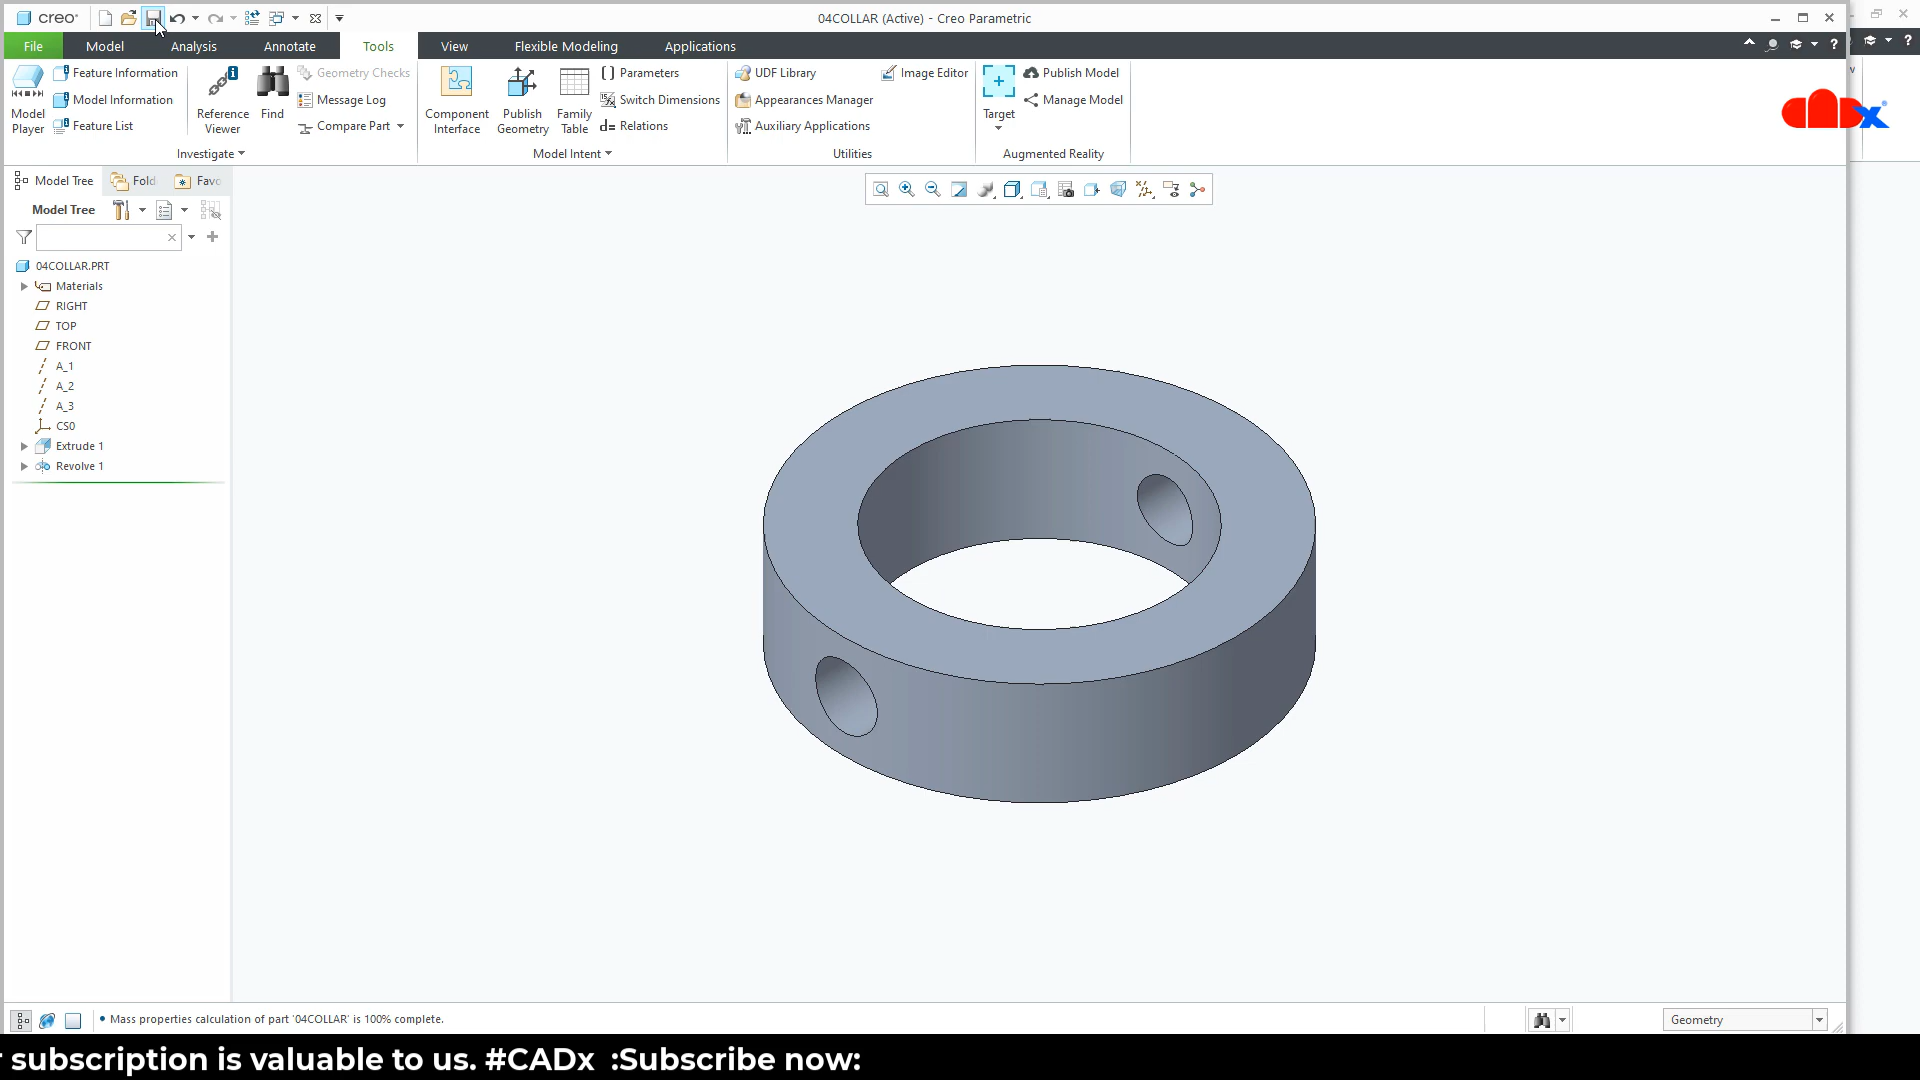 creo
04COLLAR (Active) - Creo Parametric
File Model Analysis Annotate Tools View Flexible Modeling Applications
Model Player
Feature Information
Model Information
Feature List
Reference Viewer
Find
Geometry Checks
Message Log
Compare Part
Investigate
Component Interface
Publish Geometry
Family Table
Parameters
Switch Dimensions
d= Relations
Model Intent
UDF Library
Appearances Manager
Auxiliary Applications
Image Editor
Utilities
Target
Publish Model
Manage Model
Augmented Reality
CADx
Model Tree Fold Favo
Model Tree
04COLLAR.PRT
Materials
RIGHT
TOP
FRONT
A_1
A_2
A_3
CS0
Extrude 1
Revolve 1
• Mass properties calculation of part '04COLLAR' is 100% complete.
Geometry
subscription is valuable to us. #CADx :Subscribe now: